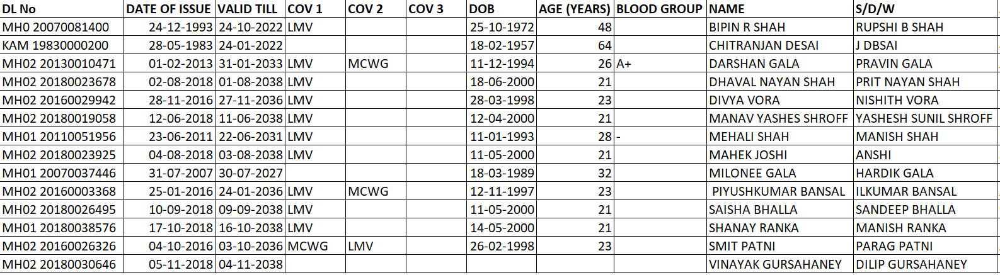 DL No DATE OF ISSUE VALID TILL COV 1 COV 2 COV 3 DOB AGE (YEARS) BLOOD GROUP NAME S/D/W
MH0 20070081400 24-12-1993 24-10-2022 LMV 25-10-1972 48 BIPIN R SHAH RUPSHI B SHAH
KAM 19830000200 28-05-1983 24-01-2022 18-02-1957 64 CHITRANJAN DESAI J DBSAI
MH02 20130010471 01-02-2013 31-01-2033 LMV MCWG 11-12-1994 26 A+ DARSHAN GALA PRAVIN GALA
MH02 20180023678 02-08-2018 01-08-2038 LMV 18-06-2000 21 DHAVAL NAYAN SHAH PRIT NAYAN SHAH
MH02 20160029942 28-11-2016 27-11-2036 LMV 28-03-1998 23 DIVYA VORA NISHITH VORA
MH02 20180019058 12-06-2018 11-06-2038 LMV 12-04-2000 21 MANAV YASHES SHROFF YASHESH SUNIL SHROFF
MH01 20110051956 23-06-2011 22-06-2031 LMV 11-01-1993 28 - MEHALI SHAH MANISH SHAH
MH02 20180023925 04-08-2018 03-08-2038 LMV 11-05-2000 21 MAHEK JOSHI ANSHI
MH01 20070037446 31-07-2007 30-07-2027 18-03-1989 32 MILONEE GALA HARDIK GALA
MH02 20160003368 25-01-2016 24-01-2036 LMV MCWG 12-11-1997 23 PIYUSHKUMAR BANSAL ILKUMAR BANSAL
MH02 20180026495 10-09-2018 09-09-2038 LMV 11-05-2000 21 SAISHA BHALLA SANDEEP BHALLA
MH01 20180038576 17-10-2018 16-10-2038 LMV 14-05-2000 21 SHANAY RANKA MANISH RANKA
MH02 20160026326 04-10-2016 03-10-2036 MCWG LMV 26-02-1998 23 SMIT PATNI PARAG PATNI
MH02 20180030646 05-11-2018 04-11-2038 VINAYAK GURSAHANEY DILIP GURSAHANEY